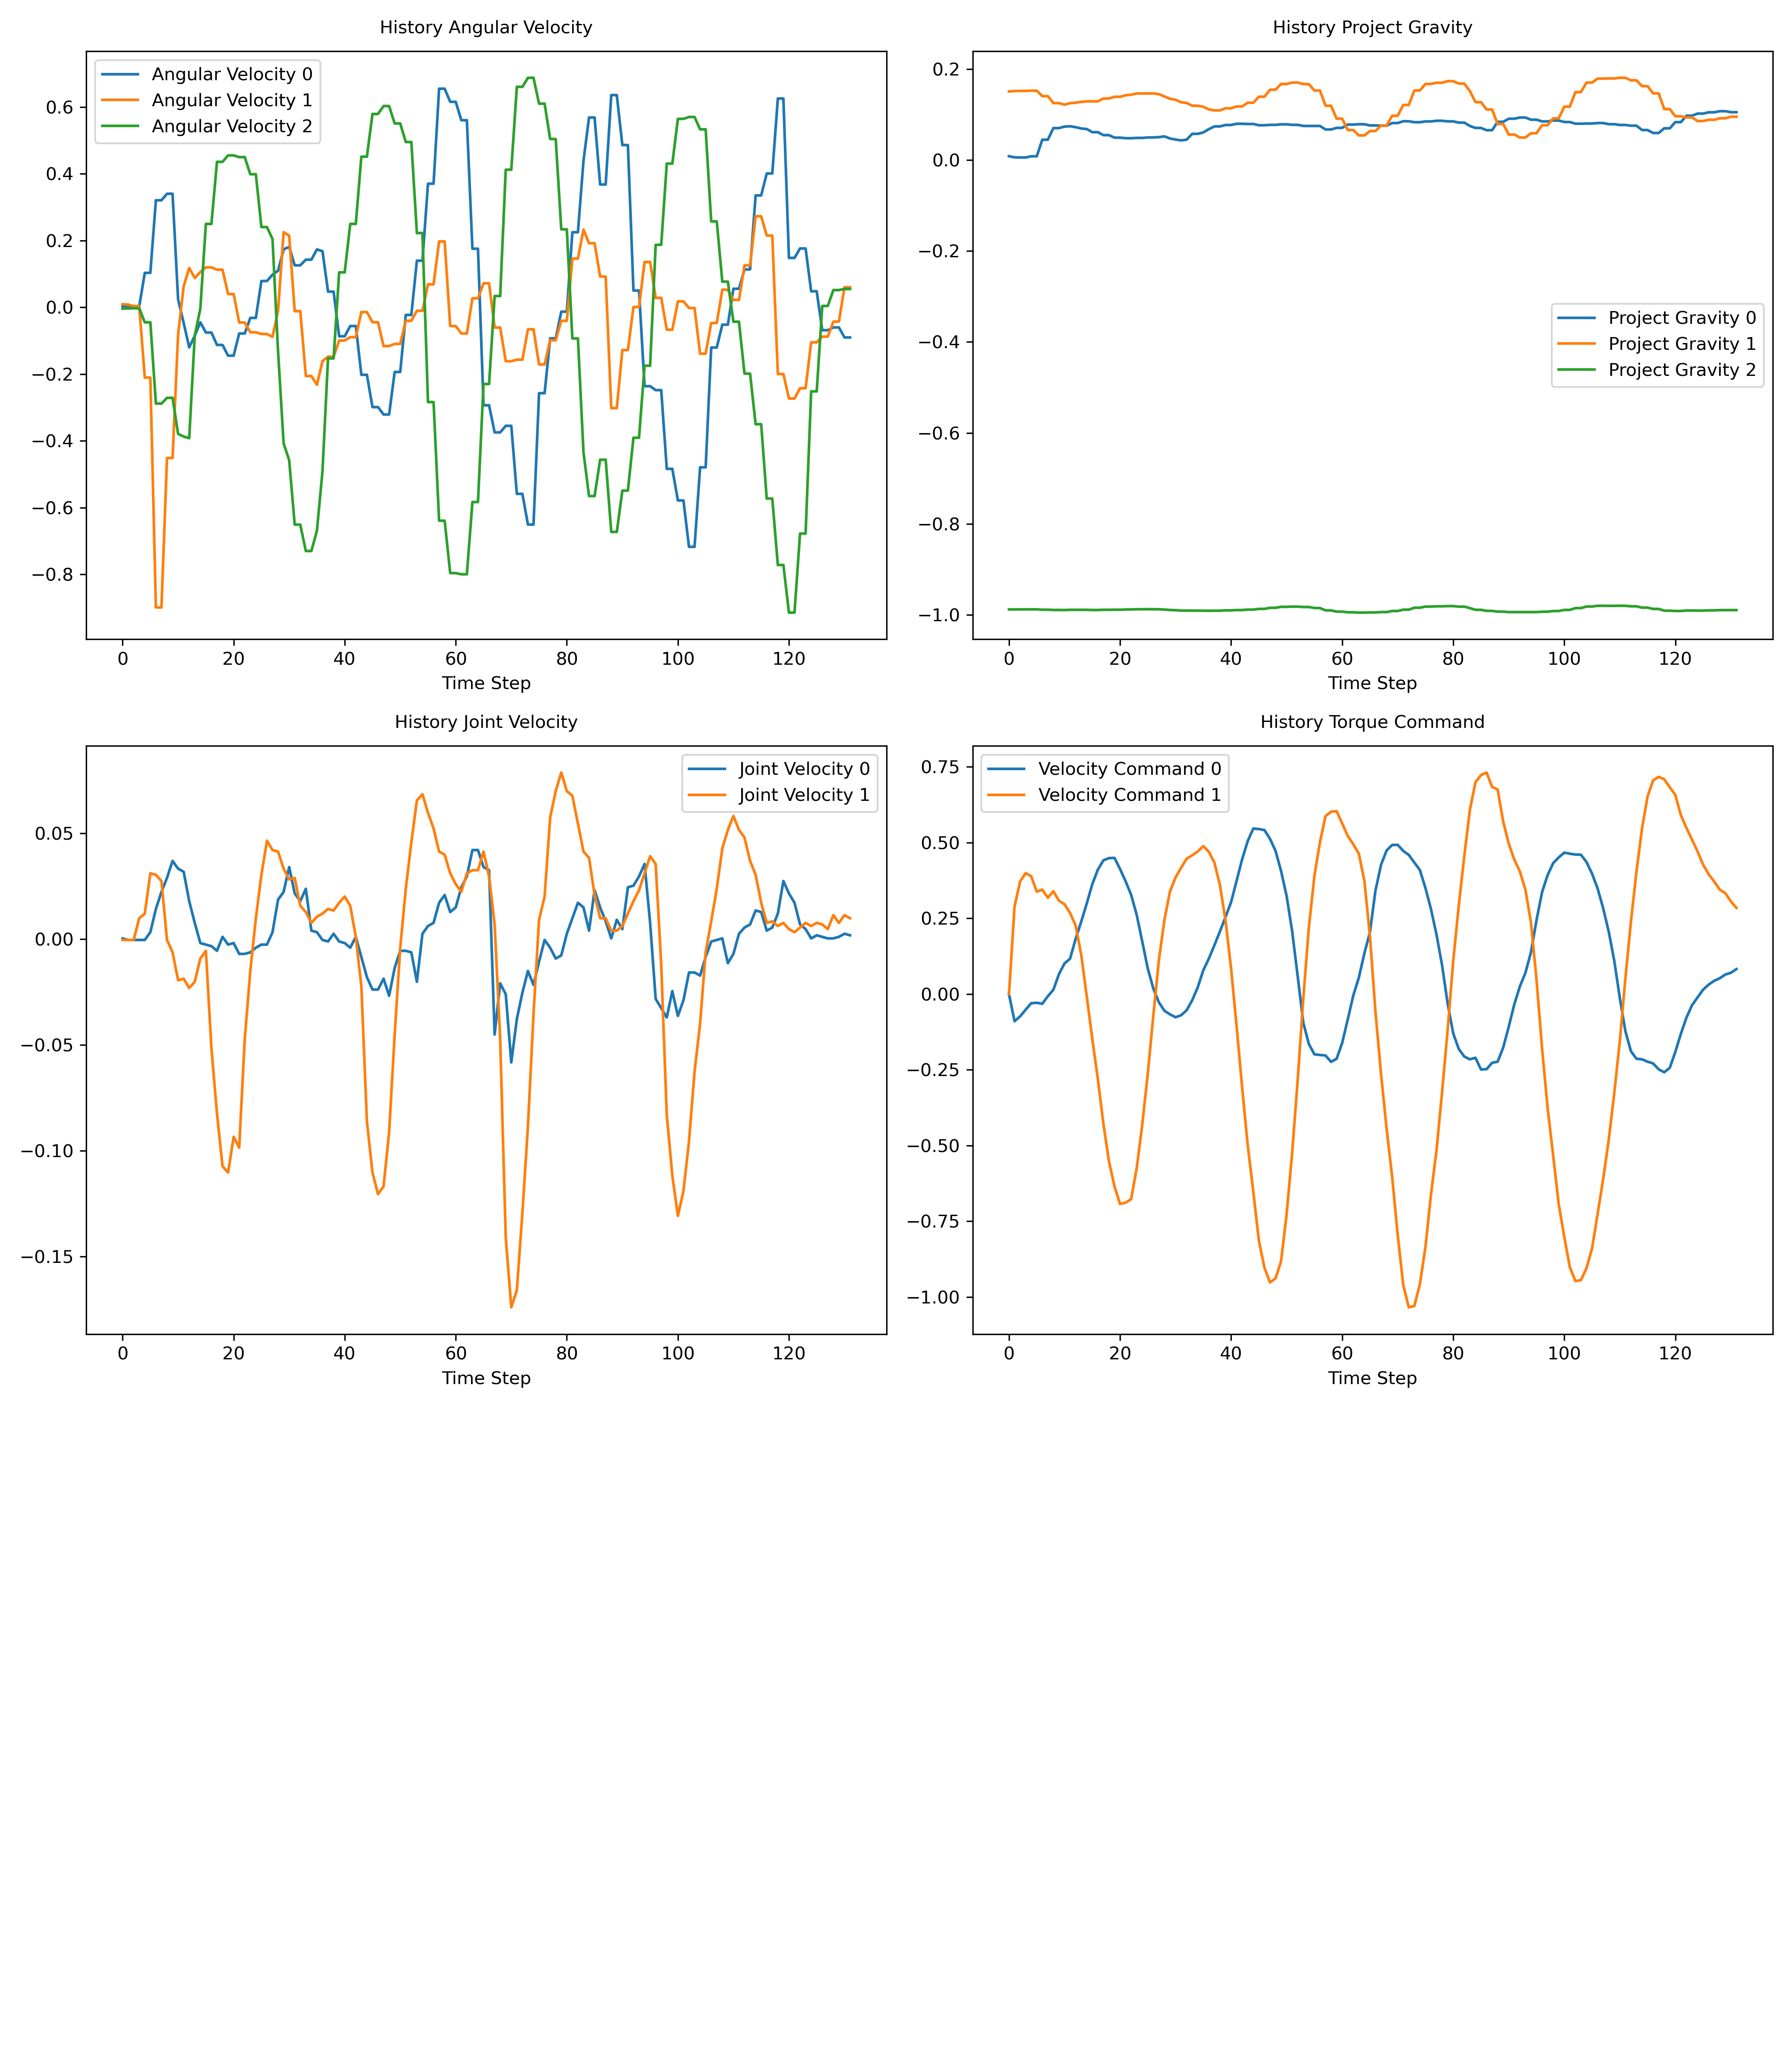 History Angular Velocity
Angular Velocity 0
Angular Velocity 1
Angular Velocity 2
0.6
0.4
0.2
0.0
−0.2
−0.4
−0.6
−0.8
0 20 40 60 80 100 120
Time Step
History Project Gravity
0.2
0.0
−0.2
−0.4
−0.6
−0.8
−1.0
Project Gravity 0
Project Gravity 1
Project Gravity 2
0 20 40 60 80 100 120
Time Step
History Joint Velocity
Joint Velocity 0
Joint Velocity 1
0.05
0.00
−0.05
−0.10
−0.15
0 20 40 60 80 100 120
Time Step
History Torque Command
Velocity Command 0
Velocity Command 1
0.75
0.50
0.25
0.00
−0.25
−0.50
−0.75
−1.00
0 20 40 60 80 100 120
Time Step